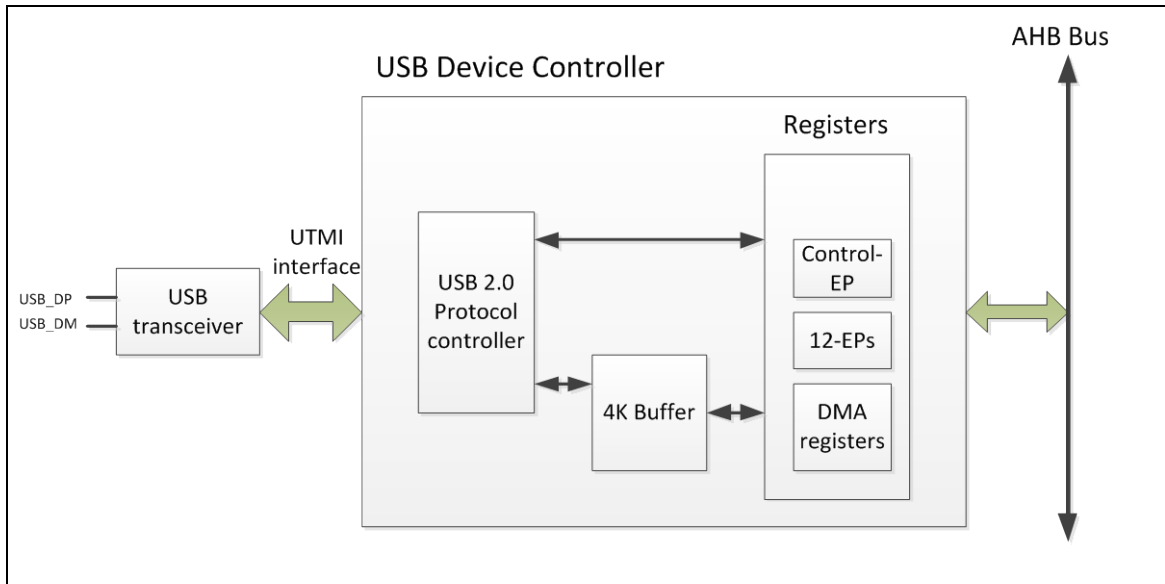 AHB Bus
USB Device Controller
Registers
UTMI
interface
USB_DP
USB_DM
USB
transceiver
USB 2.0
Protocol
controller
4K Buffer
Control-
EP
12-EPs
DMA
registers